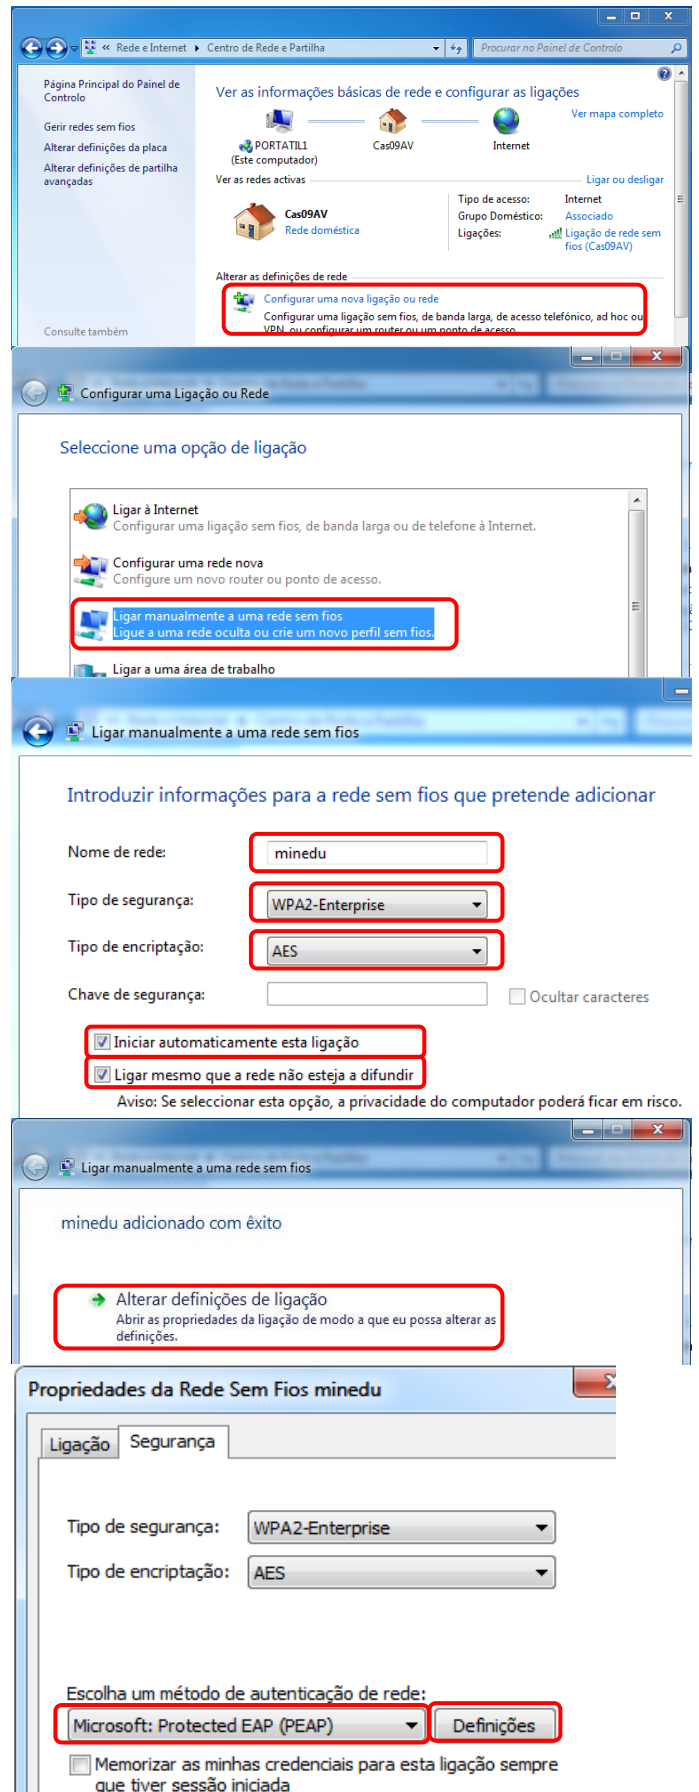 « Rede e Internet ▸ Centro de Rede e Partilha
Procurar no Painel de Controlo
Página Principal do Painel de
Controlo
Gerir redes sem fios
Alterar definições da placa
Alterar definições de partilha
avançadas
Consulte também
Ver as informações básicas de rede e configurar as ligações
Ver mapa completo
PORTATIL1
(Este computador)
Cas09AV
Internet
Ver as redes activas
Ligar ou desligar
Cas09AV
Rede doméstica
Tipo de acesso: Internet
Grupo Doméstico: Associado
Ligações: Ligação de rede sem
fios (Cas09AV)
Alterar as definições de rede
Configurar uma nova ligação ou rede
Configurar uma ligação sem fios, de banda larga, de acesso telefónico, ad hoc ou
VPN, ou configurar um router ou um ponto de acesso.
Configurar uma Ligação ou Rede
Seleccione uma opção de ligação
Ligar à Internet
Configurar uma ligação sem fios, de banda larga ou de telefone à Internet.
Configurar uma rede nova
Configure um novo router ou ponto de acesso.
Ligar manualmente a uma rede sem fios
Ligue a uma rede oculta ou crie um novo perfil sem fios.
Ligar a uma área de trabalho
Ligar manualmente a uma rede sem fios
Introduzir informações para a rede sem fios que pretende adicionar
Nome de rede: minedu
Tipo de segurança: WPA2-Enterprise
Tipo de encriptação: AES
Chave de segurança: Ocultar caracteres
Iniciar automaticamente esta ligação
Ligar mesmo que a rede não esteja a difundir
Aviso: Se seleccionar esta opção, a privacidade do computador poderá ficar em risco.
Ligar manualmente a uma rede sem fios
minedu adicionado com êxito
Alterar definições de ligação
Abrir as propriedades da ligação de modo a que eu possa alterar as
definições.
Propriedades da Rede Sem Fios minedu
Ligação Segurança
Tipo de segurança: WPA2-Enterprise
Tipo de encriptação: AES
Escolha um método de autenticação de rede:
Microsoft: Protected EAP (PEAP) Definições
Memorizar as minhas credenciais para esta ligação sempre
que tiver sessão iniciada